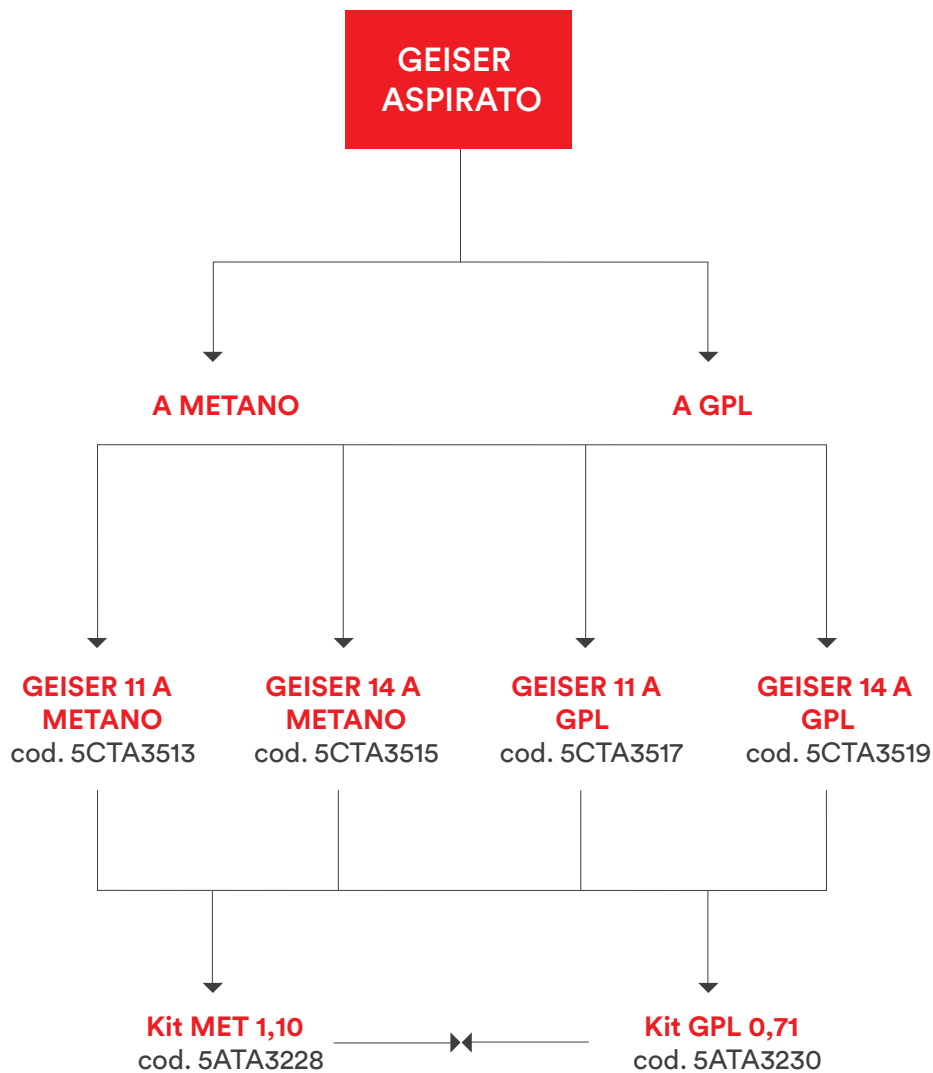 GEISER
ASPIRATO
A METANO
A GPL
GEISER 11 A
METANO
cod. 5CTA3513
GEISER 14 A
METANO
cod. 5CTA3515
GEISER 11 A
GPL
cod. 5CTA3517
GEISER 14 A
GPL
cod. 5CTA3519
Kit MET 1,10
cod. 5ATA3228
Kit GPL 0,71
cod. 5ATA3230